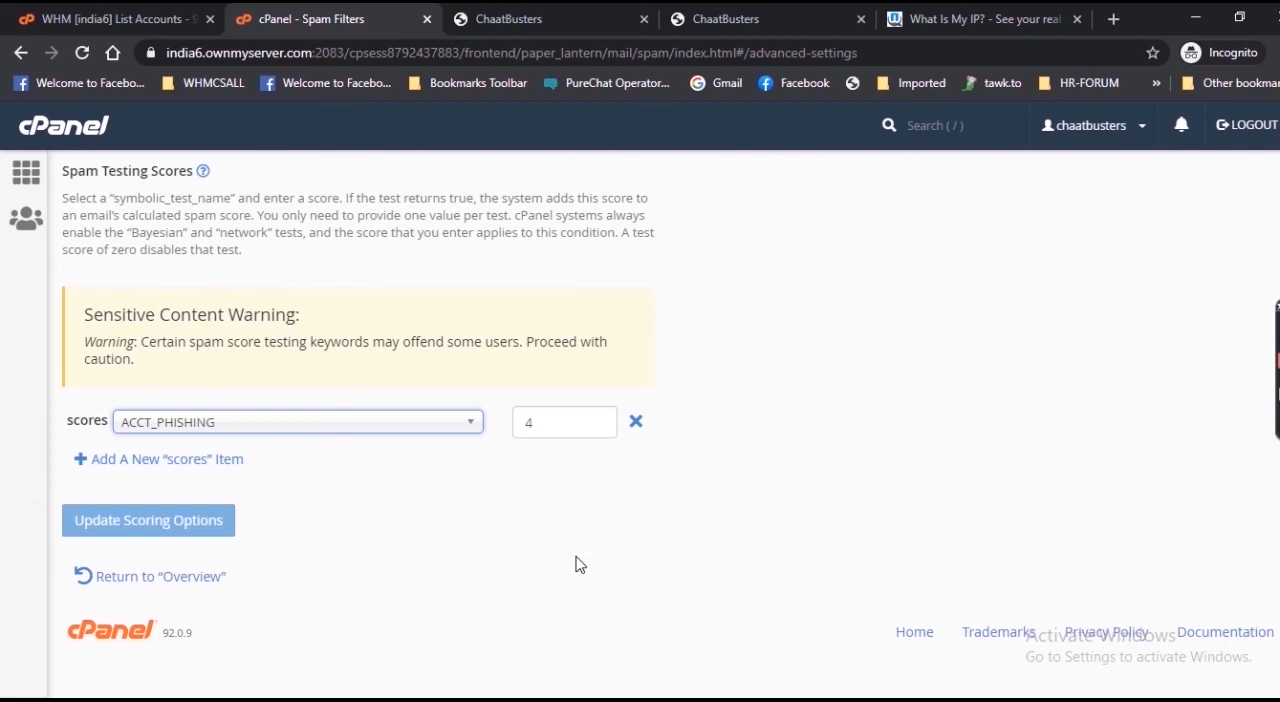 WHM [india6] List Accounts - 9
cPanel - Spam Filters
ChaatBusters
ChaatBusters
What Is My IP? - See your real
india6.ownmyserver.com:2083/cpsess8792437883/frontend/paper_lantern/mail/spam/index.html#/advanced-settings
Incognito
Welcome to Facebo...
WHMCSALL
Welcome to Facebo...
Bookmarks Toolbar
PureChat Operator...
Gmail
Facebook
Imported
tawk.to
HR-FORUM
»
Other bookmar
cPanel
Search ( / )
chaatbusters
LOGOUT
Spam Testing Scores
Select a “symbolic_test_name” and enter a score. If the test returns true, the system adds this score to
an email's calculated spam score. You only need to provide one value per test. cPanel systems always
enable the “Bayesian” and “network” tests, and the score that you enter applies to this condition. A test
score of zero disables that test.
Sensitive Content Warning:
Warning: Certain spam score testing keywords may offend some users. Proceed with
caution.
scores
ACCT_PHISHING
4
Add A New “scores” Item
Update Scoring Options
Return to “Overview”
cPanel
92.0.9
Home
Trademarks
Privacy Policy
Documentation
Activate Windows
Go to Settings to activate Windows.